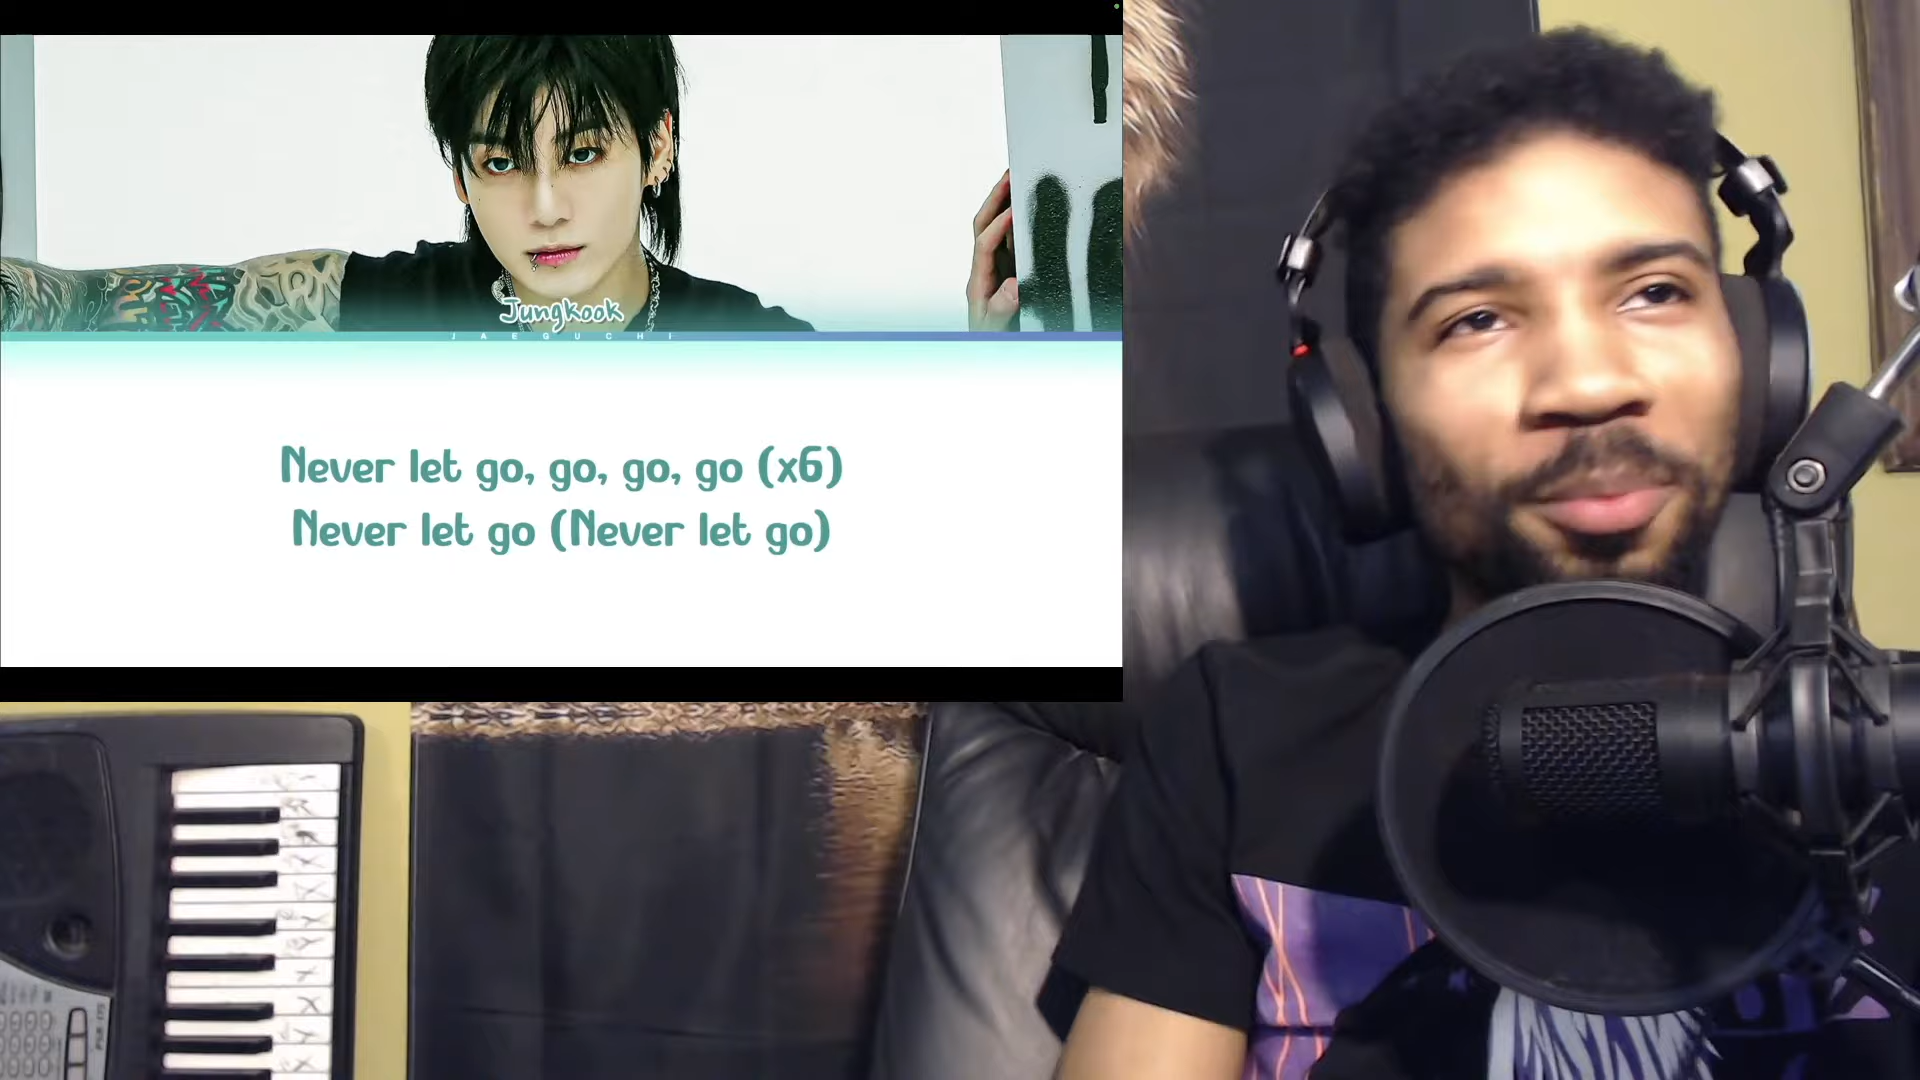 Jungkook
JAEGUCHI
Never let go, go, go, go (x6)
Never let go (Never let go)